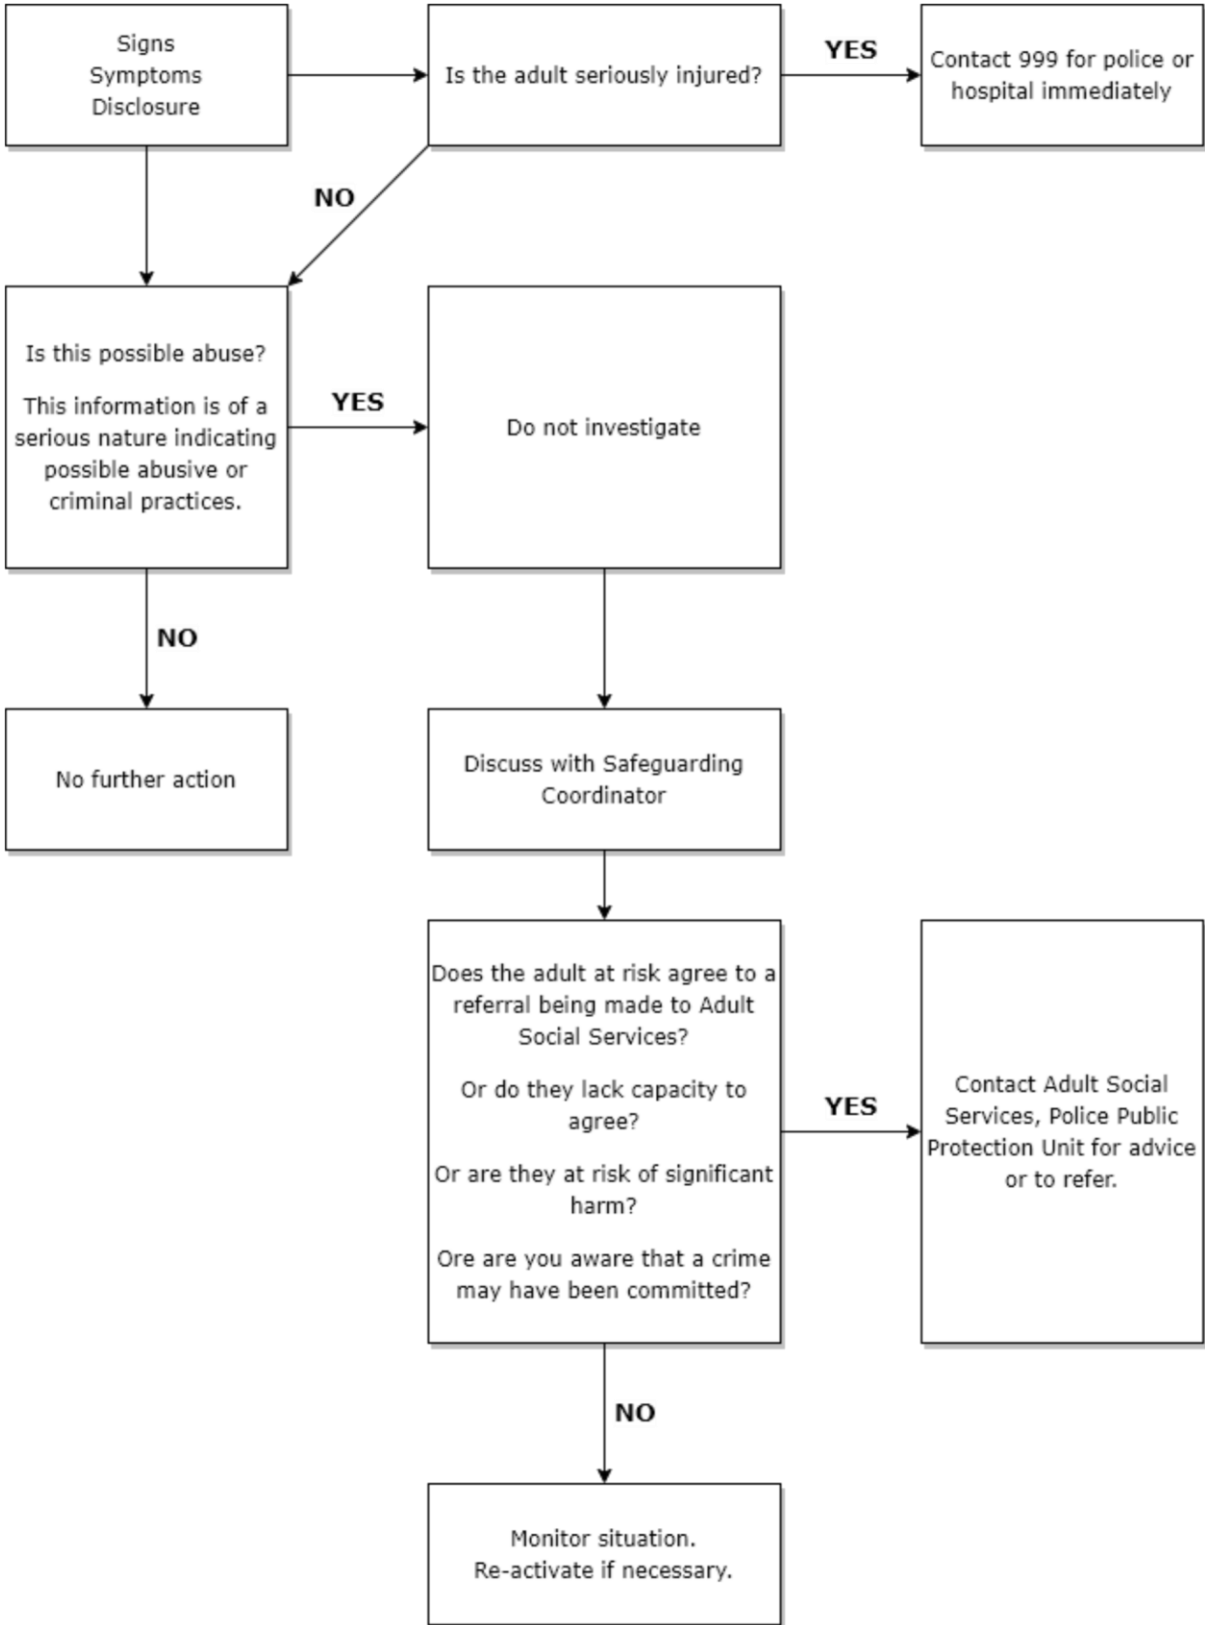 Signs
Symptoms
Disclosure
Is the adult seriously injured?
YES
Contact 999 for police or
hospital immediately
NO
Is this possible abuse?
This information is of a
serious nature indicating
possible abusive or
criminal practices.
YES
Do not investigate
NO
No further action
Discuss with Safeguarding
Coordinator
Does the adult at risk agree to a
referral being made to Adult
Social Services?
Or do they lack capacity to
agree?
Or are they at risk of significant
harm?
Ore are you aware that a crime
may have been committed?
YES
Contact Adult Social
Services, Police Public
Protection Unit for advice
or to refer.
NO
Monitor situation.
Re-activate if necessary.